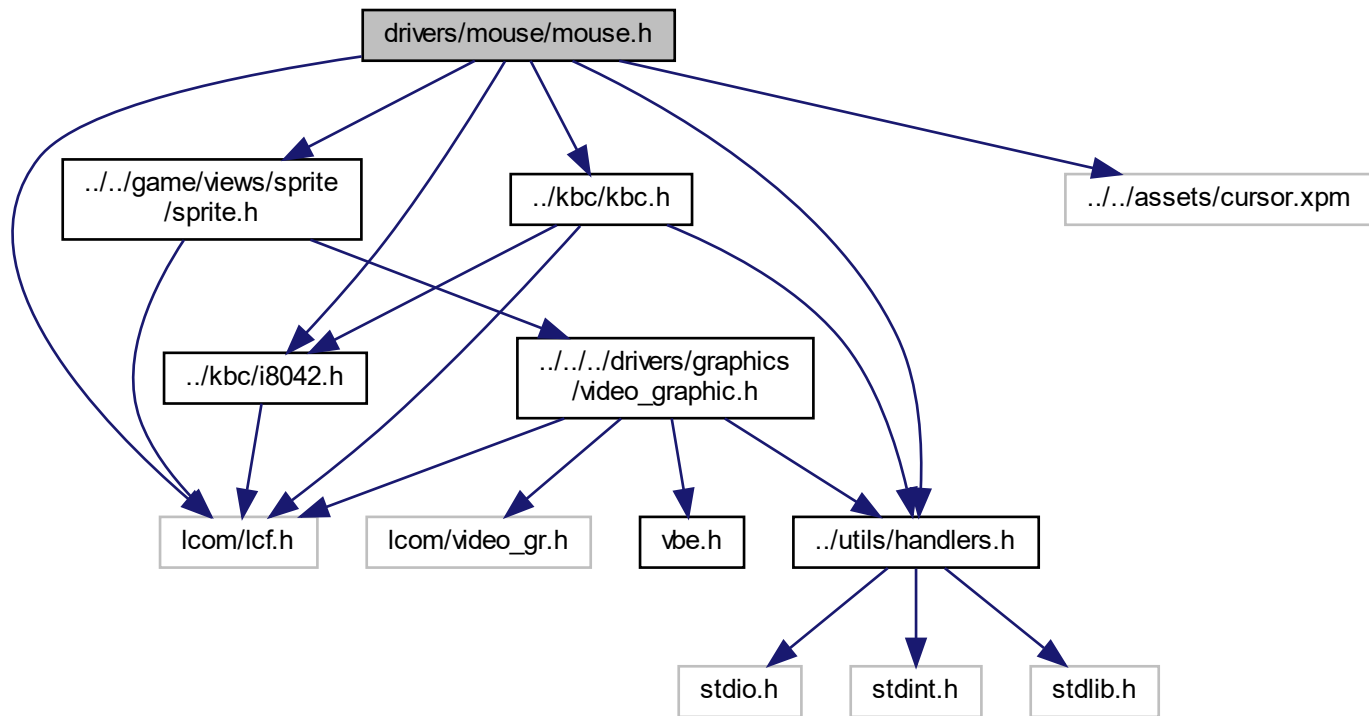 drivers/mouse/mouse.h
../../game/views/sprite
/sprite.h
../kbc/kbc.h
../../assets/cursor.xpm
../kbc/i8042.h
../../../drivers/graphics
/video_graphic.h
lcom/lcf.h
lcom/video_gr.h
vbe.h
../utils/handlers.h
stdio.h
stdint.h
stdlib.h